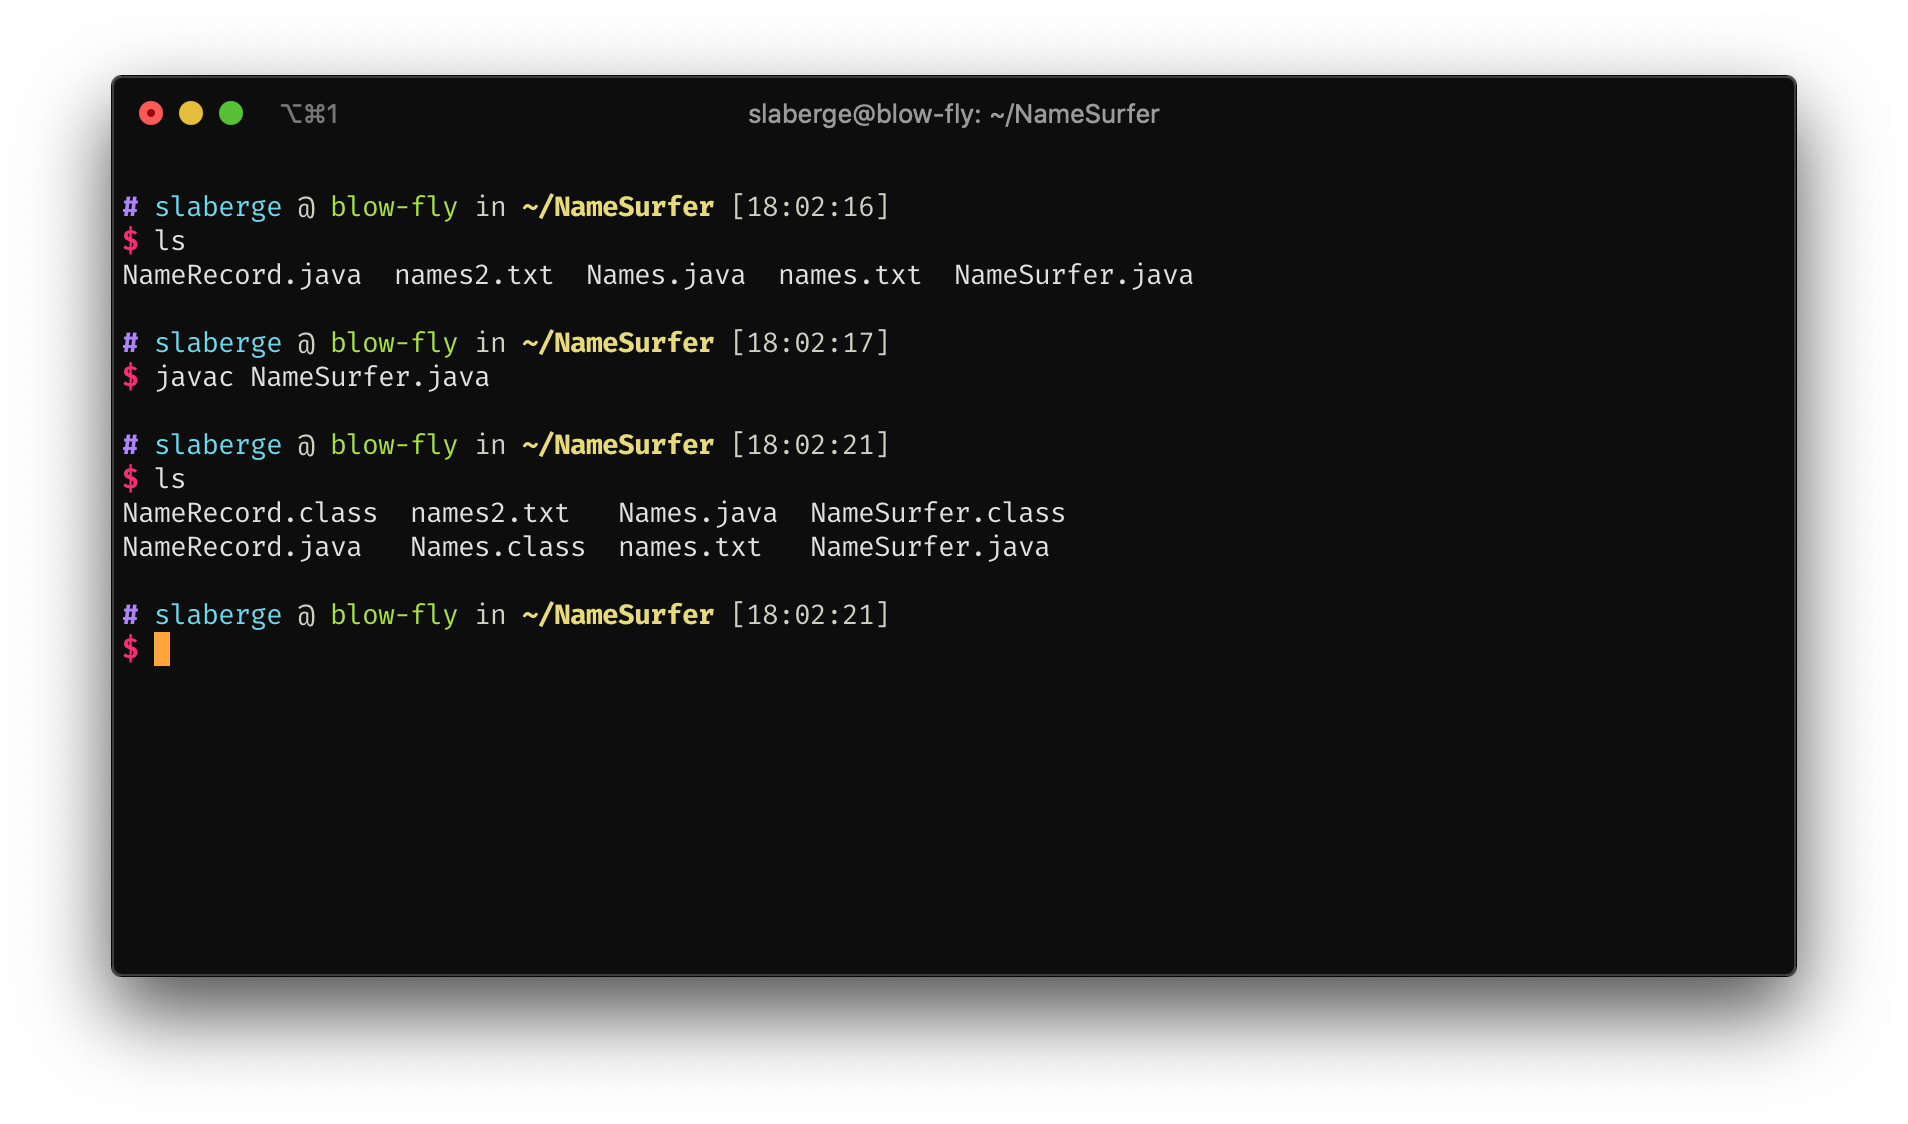 ⌥⌘1 slaberge@blow-fly: ~/NameSurfer
# slaberge @ blow-fly in ~/NameSurfer [18:02:16]
$ ls
NameRecord.java  names2.txt  Names.java  names.txt  NameSurfer.java
# slaberge @ blow-fly in ~/NameSurfer [18:02:17]
$ javac NameSurfer.java
# slaberge @ blow-fly in ~/NameSurfer [18:02:21]
$ ls
NameRecord.class  names2.txt   Names.java  NameSurfer.class
NameRecord.java   Names.class  names.txt   NameSurfer.java
# slaberge @ blow-fly in ~/NameSurfer [18:02:21]
$